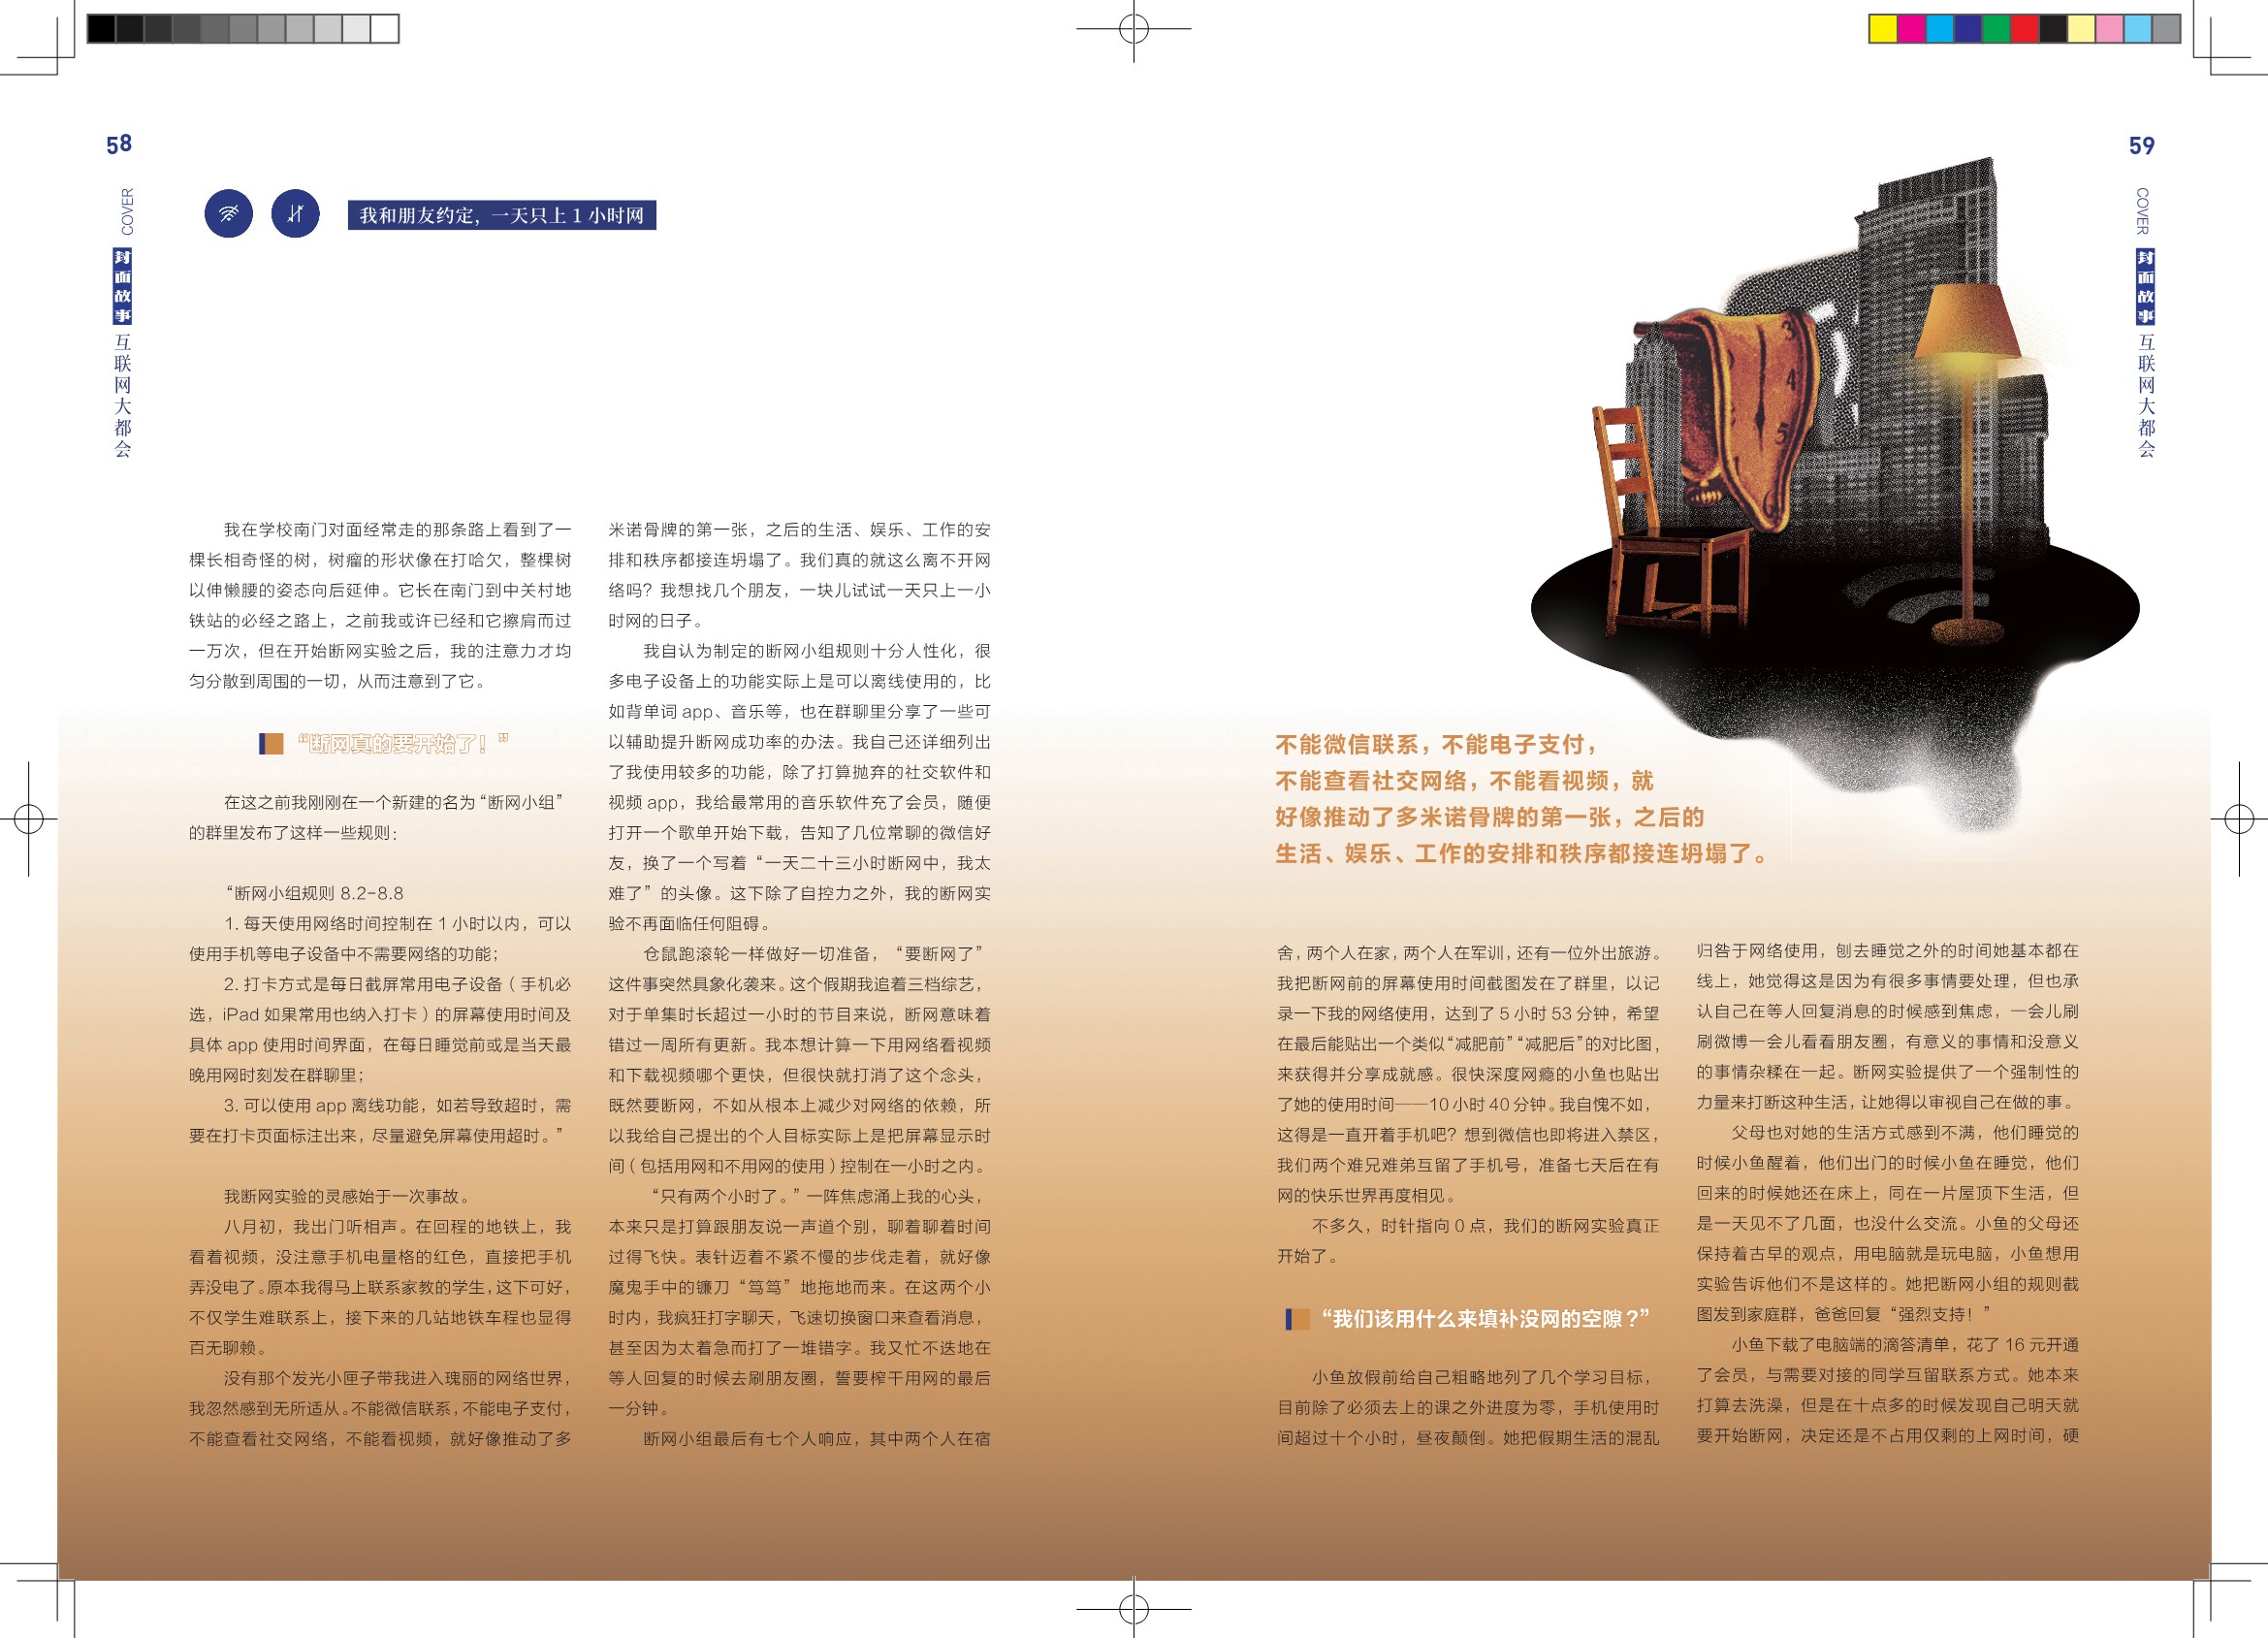 58
COVER
封面故事
互联网大都会
我和朋友约定，一天只上 1 小时网
我在学校南门对面经常走的那条路上看到了一
棵长相奇怪的树，树瘤的形状像在打哈欠，整棵树
以伸懒腰的姿态向后延伸。它长在南门到中关村地
铁站的必经之路上，之前我或许已经和它擦肩而过
一万次，但在开始断网实验之后，我的注意力才均
匀分散到周围的一切，从而注意到了它。
“断网真的要开始了！”
在这之前我刚刚在一个新建的名为“断网小组”
的群里发布了这样一些规则：
“断网小组规则 8.2-8.8
1. 每天使用网络时间控制在 1 小时以内，可以
使用手机等电子设备中不需要网络的功能；
2. 打卡方式是每日截屏常用电子设备（手机必
选，iPad 如果常用也纳入打卡）的屏幕使用时间及
具体 app 使用时间界面，在每日睡觉前或是当天最
晚用网时刻发在群聊里；
3. 可以使用 app 离线功能，如若导致超时，需
要在打卡页面标注出来，尽量避免屏幕使用超时。”
我断网实验的灵感始于一次事故。
八月初，我出门听相声。在回程的地铁上，我
看着视频，没注意手机电量格的红色，直接把手机
弄没电了。原本我得马上联系家教的学生，这下可好，
不仅学生难联系上，接下来的几站地铁车程也显得
百无聊赖。
没有那个发光小匣子带我进入瑰丽的网络世界，
我忽然感到无所适从。不能微信联系，不能电子支付，
不能查看社交网络，不能看视频，就好像推动了多
米诺骨牌的第一张，之后的生活、娱乐、工作的安
排和秩序都接连坍塌了。我们真的就这么离不开网
络吗？我想找几个朋友，一块儿试试一天只上一小
时网的日子。
我自认为制定的断网小组规则十分人性化，很
多电子设备上的功能实际上是可以离线使用的，比
如背单词 app、音乐等，也在群聊里分享了一些可
以辅助提升断网成功率的办法。我自己还详细列出
了我使用较多的功能，除了打算抛弃的社交软件和
视频 app，我给最常用的音乐软件充了会员，随便
打开一个歌单开始下载，告知了几位常聊的微信好
友，换了一个写着“一天二十三小时断网中，我太
难了”的头像。这下除了自控力之外，我的断网实
验不再面临任何阻碍。
仓鼠跑滚轮一样做好一切准备，“要断网了”
这件事突然具象化袭来。这个假期我追着三档综艺，
对于单集时长超过一小时的节目来说，断网意味着
错过一周所有更新。我本想计算一下用网络看视频
和下载视频哪个更快，但很快就打消了这个念头，
既然要断网，不如从根本上减少对网络的依赖，所
以我给自己提出的个人目标实际上是把屏幕显示时
间（包括用网和不用网的使用）控制在一小时之内。
“只有两个小时了。”一阵焦虑涌上我的心头，
本来只是打算跟朋友说一声道个别，聊着聊着时间
过得飞快。表针迈着不紧不慢的步伐走着，就好像
魔鬼手中的镰刀“笃笃”地拖地而来。在这两个小
时内，我疯狂打字聊天，飞速切换窗口来查看消息，
甚至因为太着急而打了一堆错字。我又忙不迭地在
等人回复的时候去刷朋友圈，誓要榨干用网的最后
一分钟。
断网小组最后有七个人响应，其中两个人在宿
59
COVER
封面故事
互联网大都会
3
4
5
6
不能微信联系，不能电子支付，
不能查看社交网络，不能看视频，就
好像推动了多米诺骨牌的第一张，之后的
生活、娱乐、工作的安排和秩序都接连坍塌了。
舍，两个人在家，两个人在军训，还有一位外出旅游。
我把断网前的屏幕使用时间截图发在了群里，以记
录一下我的网络使用，达到了 5 小时 53 分钟，希望
在最后能贴出一个类似“减肥前”“减肥后”的对比图，
来获得并分享成就感。很快深度网瘾的小鱼也贴出
了她的使用时间——10 小时 40 分钟。我自愧不如，
这得是一直开着手机吧？想到微信也即将进入禁区，
我们两个难兄难弟互留了手机号，准备七天后在有
网的快乐世界再度相见。
不多久，时针指向 0 点，我们的断网实验真正
开始了。
“我们该用什么来填补没网的空隙？”
小鱼放假前给自己粗略地列了几个学习目标，
目前除了必须去上的课之外进度为零，手机使用时
间超过十个小时，昼夜颠倒。她把假期生活的混乱
归咎于网络使用，刨去睡觉之外的时间她基本都在
线上，她觉得这是因为有很多事情要处理，但也承
认自己在等人回复消息的时候感到焦虑，一会儿刷
刷微博一会儿看看朋友圈，有意义的事情和没意义
的事情杂糅在一起。断网实验提供了一个强制性的
力量来打断这种生活，让她得以审视自己在做的事。
父母也对她的生活方式感到不满，他们睡觉的
时候小鱼醒着，他们出门的时候小鱼在睡觉，他们
回来的时候她还在床上，同在一片屋顶下生活，但
是一天见不了几面，也没什么交流。小鱼的父母还
保持着古早的观点，用电脑就是玩电脑，小鱼想用
实验告诉他们不是这样的。她把断网小组的规则截
图发到家庭群，爸爸回复“强烈支持！”
小鱼下载了电脑端的滴答清单，花了 16 元开通
了会员，与需要对接的同学互留联系方式。她本来
打算去洗澡，但是在十点多的时候发现自己明天就
要开始断网，决定还是不占用仅剩的上网时间，硬